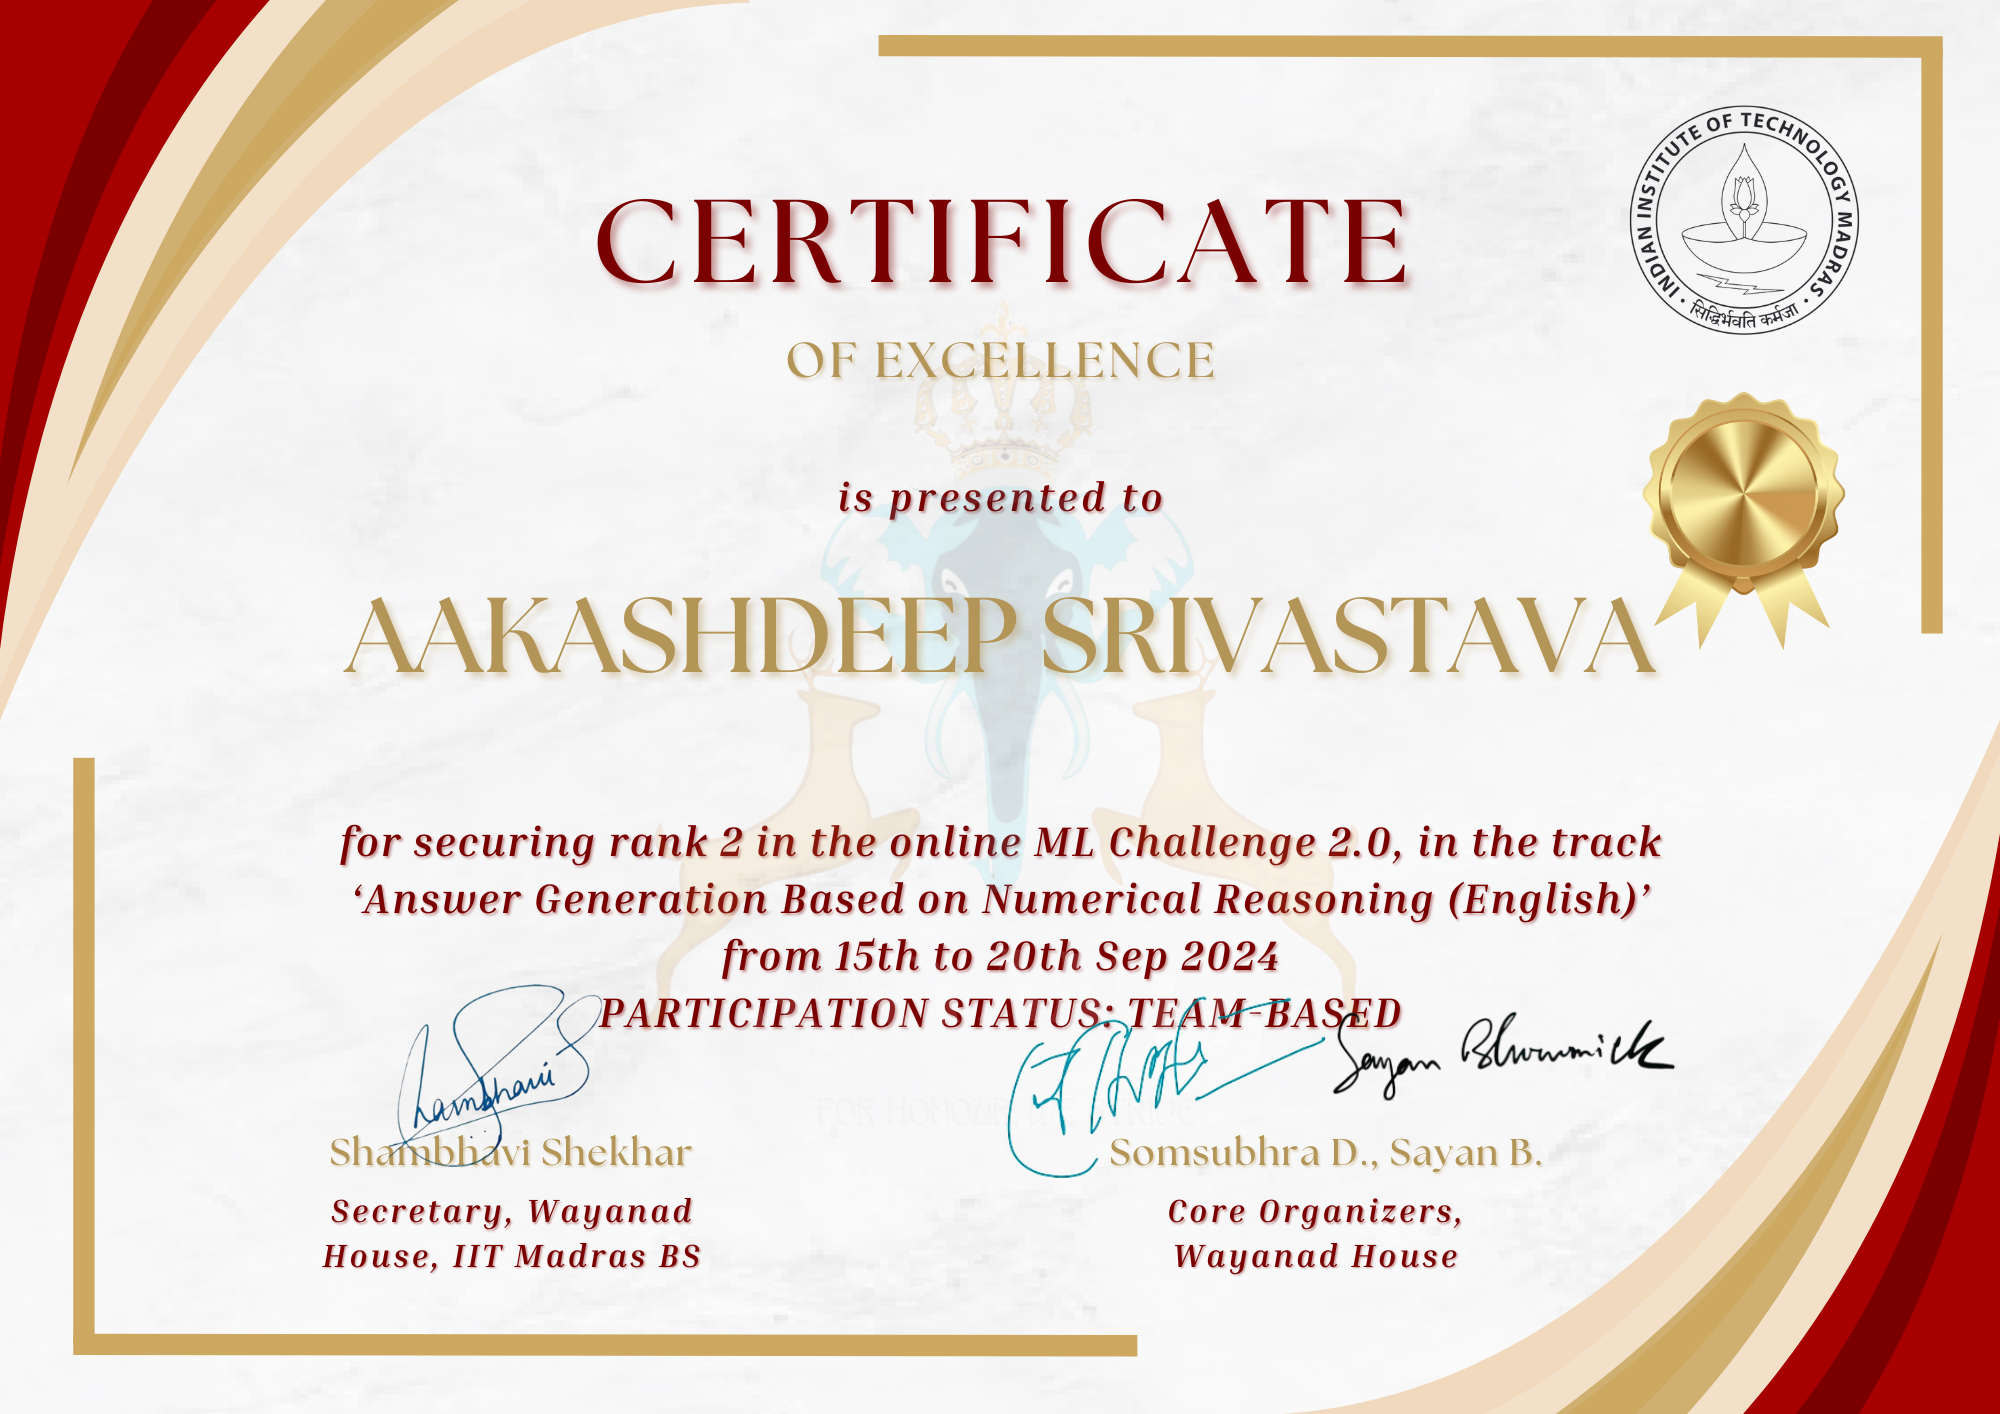 INDIAN INSTITUTE OF TECHNOLOGY MADRAS
सिद्धिर्भवति कर्मजा
CERTIFICATE
OF EXCELLENCE
is presented to
AAKASHDEEP SRIVASTAVA
for securing rank 2 in the online ML Challenge 2.0, in the track
‘Answer Generation Based on Numerical Reasoning (English)’
from 15th to 20th Sep 2024
PARTICIPATION STATUS: TEAM-BASED
Shambhavi
Sayan Bhowmick
FOR HONOUR
Shambhavi Shekhar
Somsubhra D., Sayan B.
Secretary, Wayanad
House, IIT Madras BS
Core Organizers,
Wayanad House